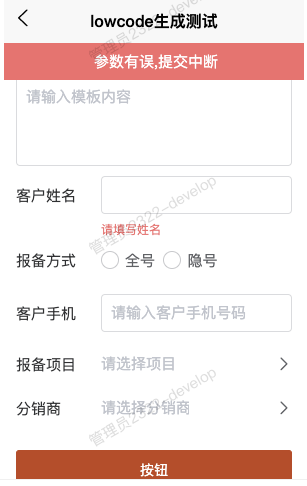 lowcode生成测试
参数有误,提交中断
请输入模板内容
客户姓名
请填写姓名
报备方式 全号 隐号
客户手机 请输入客户手机号码
报备项目 请选择项目
分销商 请选择分销商
按钮
管理员2322-develop
管理员2322-develop
管理员2322-develop